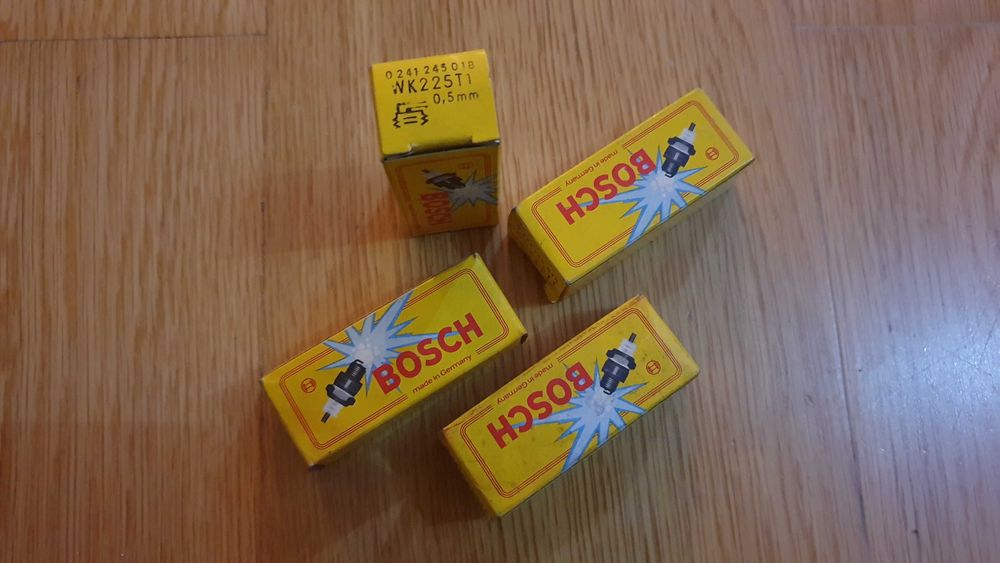 0 241 245 018
WK225T1
0,5mm
BOSCH
BOSCH
made in Germany
BOSCH
made in Germany
BOSCH
made in Germany